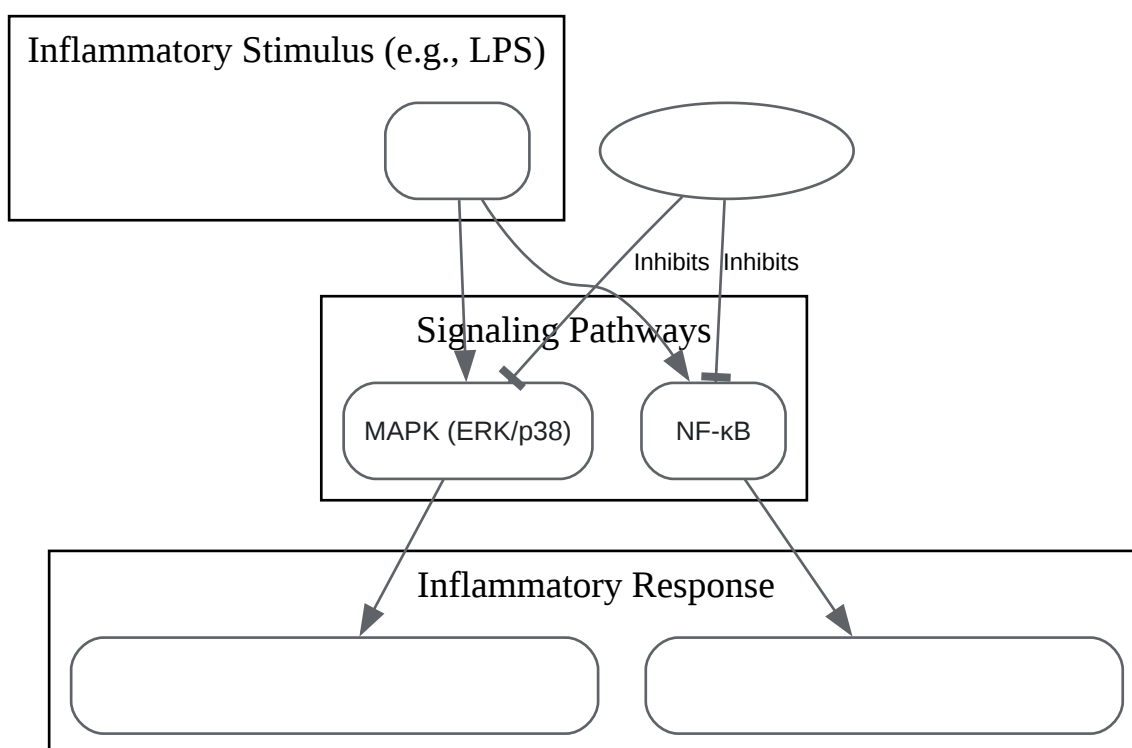 Inflammatory Stimulus (e.g., LPS)
Inhibits
Inhibits
Signaling Pathways
MAPK (ERK/p38)
NF-κB
Inflammatory Response